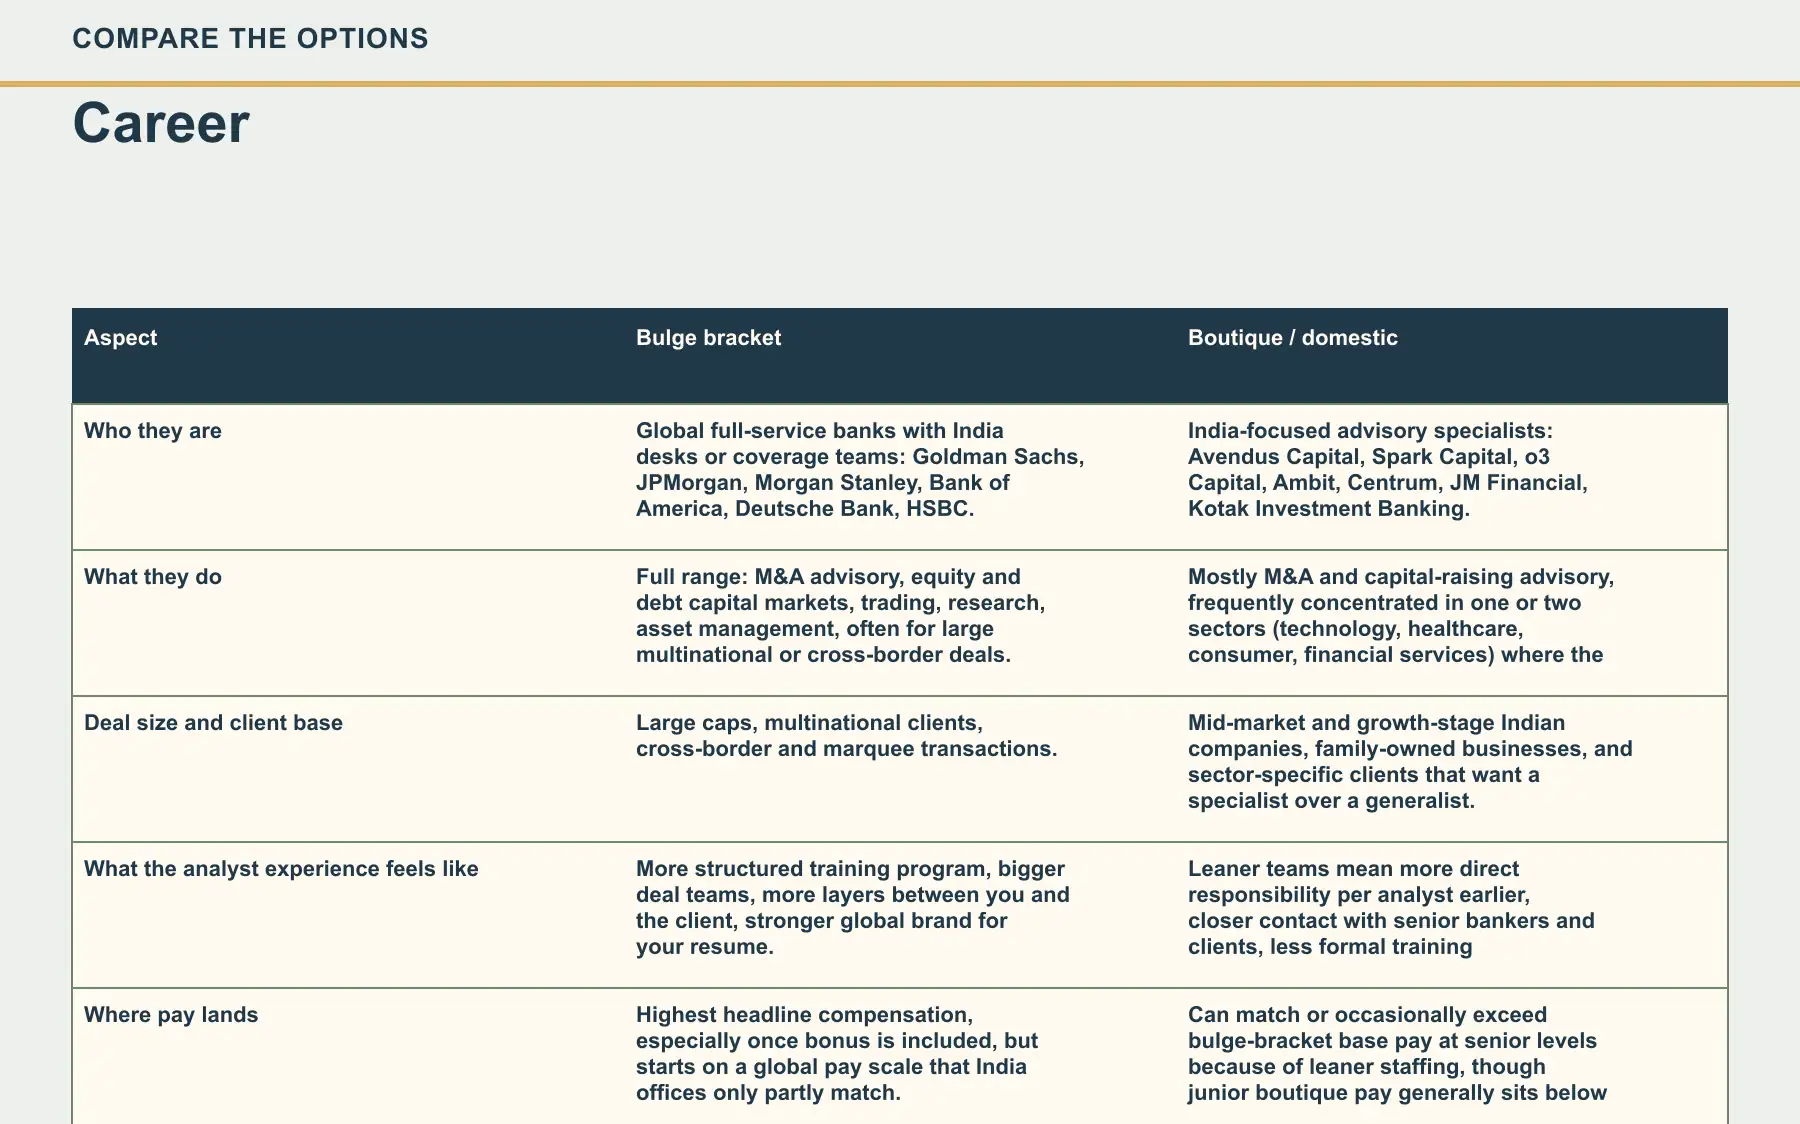 COMPARE THE OPTIONS
Career
Aspect
Bulge bracket
Boutique / domestic
Who they are
Global full-service banks with India
desks or coverage teams: Goldman Sachs,
JPMorgan, Morgan Stanley, Bank of
America, Deutsche Bank, HSBC.
India-focused advisory specialists:
Avendus Capital, Spark Capital, o3
Capital, Ambit, Centrum, JM Financial,
Kotak Investment Banking.
What they do
Full range: M&A advisory, equity and
debt capital markets, trading, research,
asset management, often for large
multinational or cross-border deals.
Mostly M&A and capital-raising advisory,
frequently concentrated in one or two
sectors (technology, healthcare,
consumer, financial services) where the
Deal size and client base
Large caps, multinational clients,
cross-border and marquee transactions.
Mid-market and growth-stage Indian
companies, family-owned businesses, and
sector-specific clients that want a
specialist over a generalist.
What the analyst experience feels like
More structured training program, bigger
deal teams, more layers between you and
the client, stronger global brand for
your resume.
Leaner teams mean more direct
responsibility per analyst earlier,
closer contact with senior bankers and
clients, less formal training
Where pay lands
Highest headline compensation,
especially once bonus is included, but
starts on a global pay scale that India
offices only partly match.
Can match or occasionally exceed
bulge-bracket base pay at senior levels
because of leaner staffing, though
junior boutique pay generally sits below